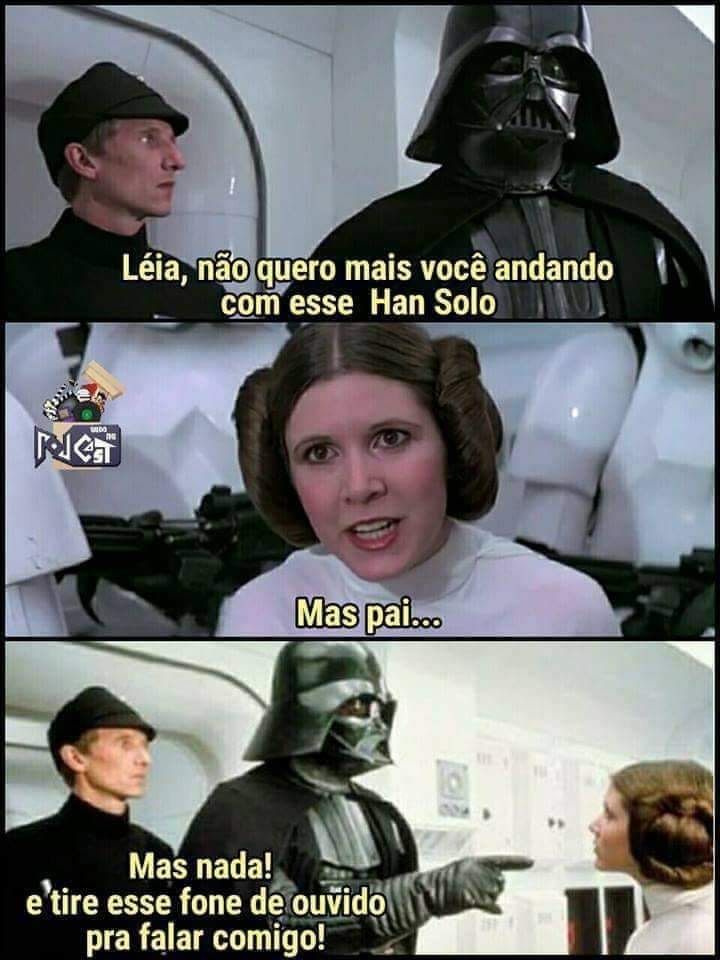 Léia, não quero mais você andando
com esse Han Solo
Mas pai...
Mas nada!
e tire esse fone de ouvido
pra falar comigo!